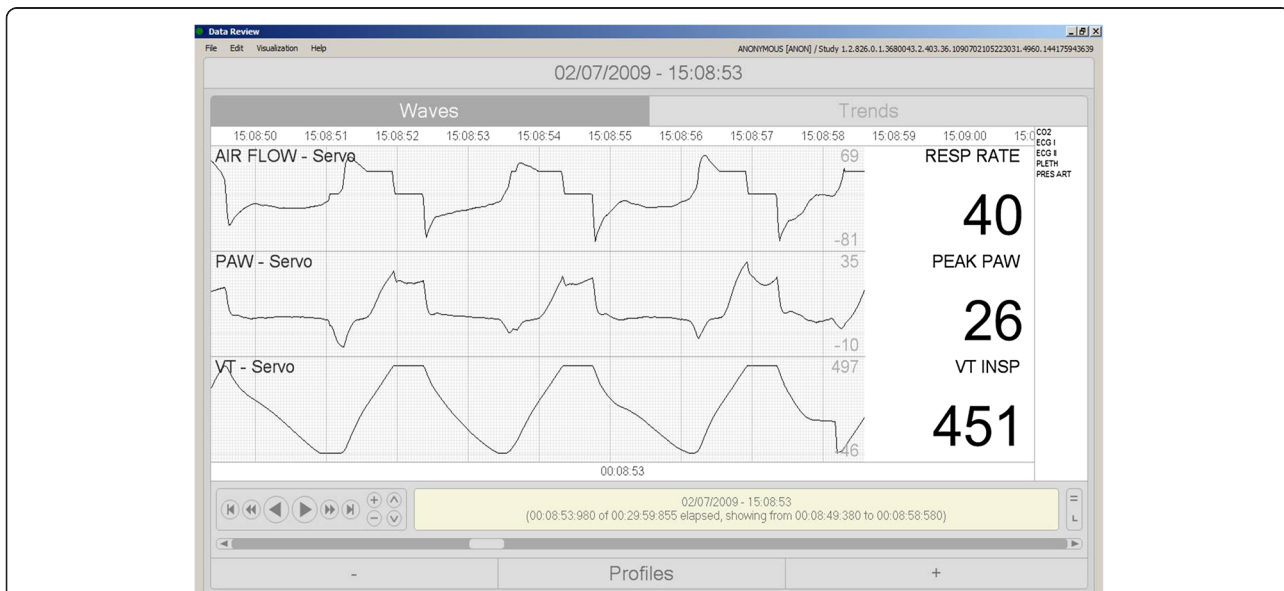 Data Review
File Edit Visualization Help
ANONYMOUS [ANON] / Study 1.2.826.0.1.3680043.2.403.36.1090702105223031.4960.144175943639
02/07/2009 - 15:08:53
Waves Trends
15:08:50 15:08:51 15:08:52 15:08:53 15:08:54 15:08:55 15:08:56 15:08:57 15:08:58 15:08:59 15:09:00 15:0
CO2
ECG I
ECG II
PLETH
PRES ART
AIR FLOW - Servo
69
-81
RESP RATE
40
PAW - Servo
35
-10
PEAK PAW
26
VT - Servo
497
-46
VT INSP
451
00:08:53
02/07/2009 - 15:08:53
(00:08:53:980 of 00:29:59:855 elapsed, showing from 00:08:49:380 to 00:08:58:580)
- Profiles +